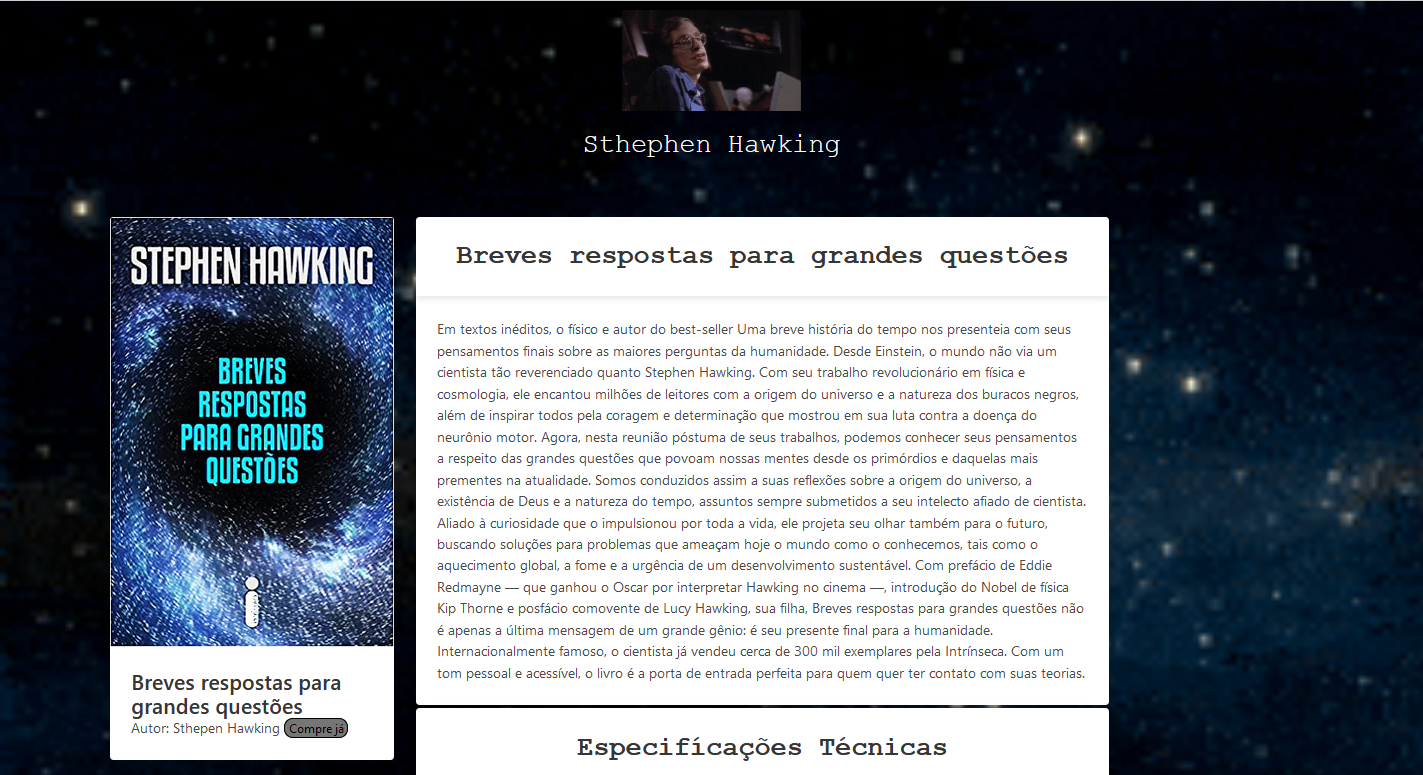 Sthephen Hawking
STEPHEN HAWKING
BREVES
RESPOSTAS
PARA GRANDES
QUESTÕES
Breves respostas para
grandes questões
Autor: Sthepen Hawking Compre já
Breves respostas para grandes questões
Em textos inéditos, o físico e autor do best-seller Uma breve história do tempo nos presenteia com seus
pensamentos finais sobre as maiores perguntas da humanidade. Desde Einstein, o mundo não via um
cientista tão reverenciado quanto Stephen Hawking. Com seu trabalho revolucionário em física e
cosmologia, ele encantou milhões de leitores com a origem do universo e a natureza dos buracos negros,
além de inspirar todos pela coragem e determinação que mostrou em sua luta contra a doença do
neurônio motor. Agora, nesta reunião póstuma de seus trabalhos, podemos conhecer seus pensamentos
a respeito das grandes questões que povoam nossas mentes desde os primórdios e daquelas mais
prementes na atualidade. Somos conduzidos assim a suas reflexões sobre a origem do universo, a
existência de Deus e a natureza do tempo, assuntos sempre submetidos a seu intelecto afiado de cientista.
Aliado à curiosidade que o impulsionou por toda a vida, ele projeta seu olhar também para o futuro,
buscando soluções para problemas que ameaçam hoje o mundo como o conhecemos, tais como o
aquecimento global, a fome e a urgência de um desenvolvimento sustentável. Com prefácio de Eddie
Redmayne — que ganhou o Oscar por interpretar Hawking no cinema —, introdução do Nobel de física
Kip Thorne e posfácio comovente de Lucy Hawking, sua filha, Breves respostas para grandes questões não
é apenas a última mensagem de um grande gênio: é seu presente final para a humanidade.
Internacionalmente famoso, o cientista já vendeu cerca de 300 mil exemplares pela Intrínseca. Com um
tom pessoal e acessível, o livro é a porta de entrada perfeita para quem quer ter contato com suas teorias.
Especifícações Técnicas